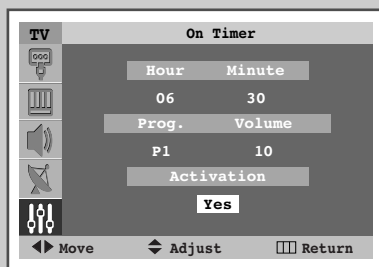 TV On Timer
Hour Minute
06 30
Prog. Volume
P1 10
Activation
Yes
Move Adjust Return